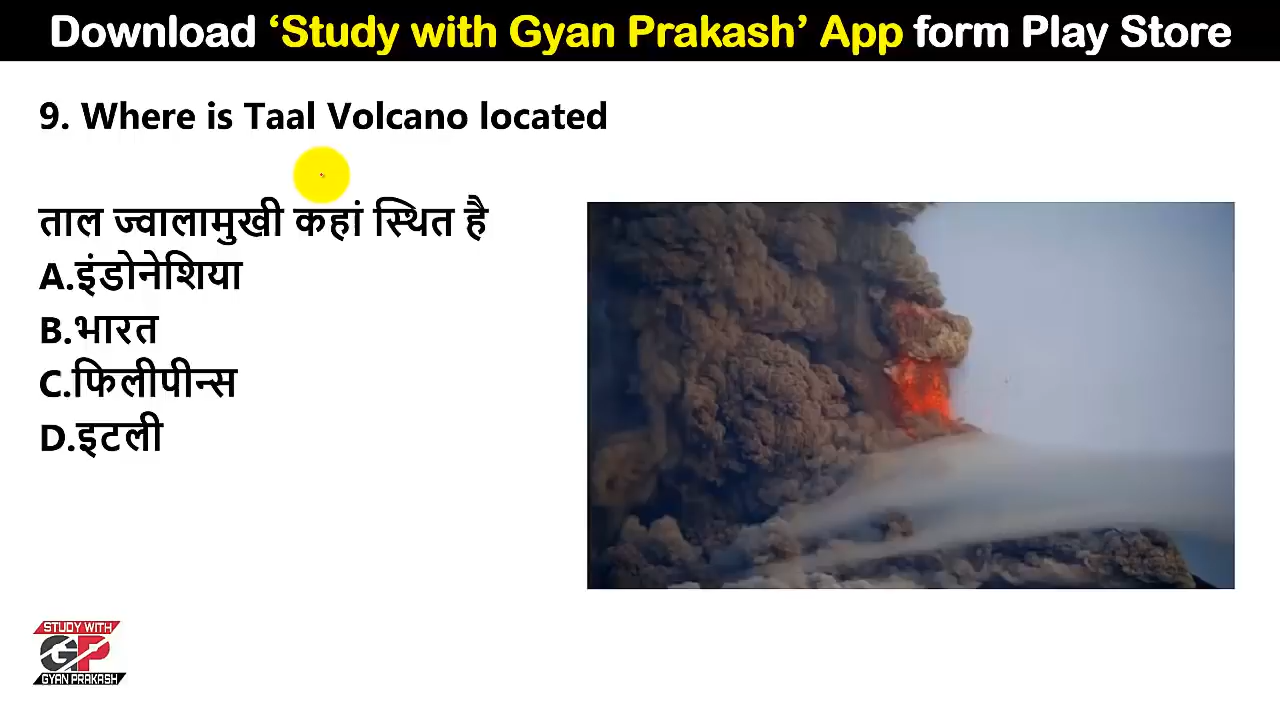 Download ‘Study with Gyan Prakash’ App form Play Store
9. Where is Taal Volcano located
ताल ज्वालामुखी कहां स्थित है
A.इंडोनेशिया
B.भारत
C.फिलीपीन्स
D.इटली
STUDY WITH
GP
GYAN PRAKASH